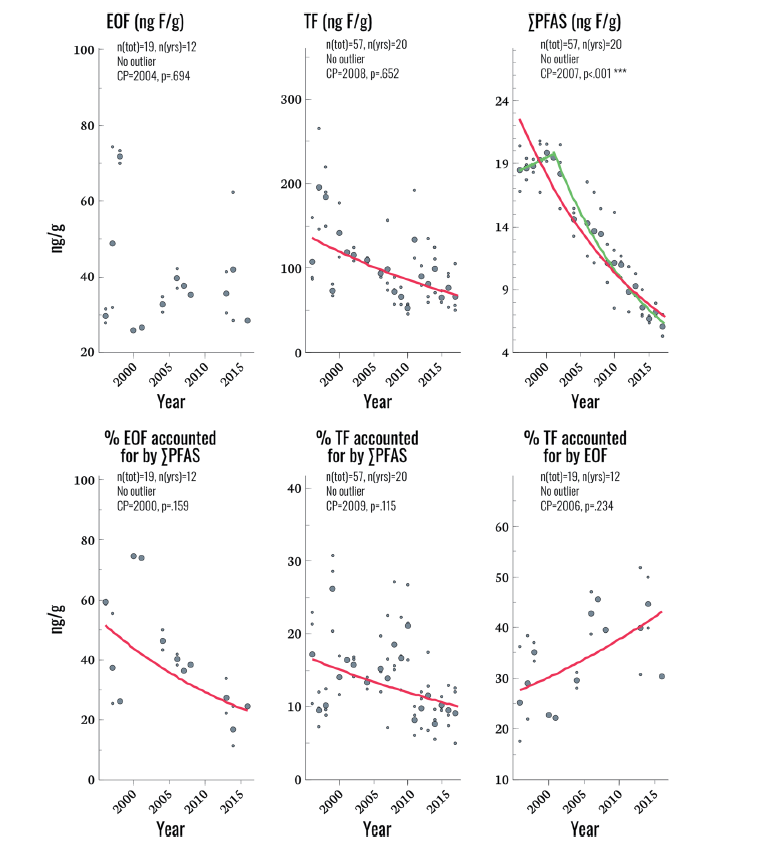 EOF (ng F/g)
n(tot)=19, n(yrs)=12
No outlier
CP=2004, p=.694
100
80
60
40
20
ng/g
2000
2005
2010
2015
Year
TF (ng F/g)
n(tot)=57, n(yrs)=20
No outlier
CP=2008, p=.652
300
200
100
0
2000
2005
2010
2015
Year
∑PFAS (ng F/g)
n(tot)=57, n(yrs)=20
No outlier
CP=2007, p<.001 ***
24
19
14
9
4
2000
2005
2010
2015
Year
% EOF accounted
for by ∑PFAS
n(tot)=19, n(yrs)=12
No outlier
CP=2000, p=.159
100
80
60
40
20
0
ng/g
2000
2005
2010
2015
Year
% TF accounted
for by ∑PFAS
n(tot)=57, n(yrs)=20
No outlier
CP=2009, p=.115
40
30
20
10
0
2000
2005
2010
2015
Year
% TF accounted
for by EOF
n(tot)=19, n(yrs)=12
No outlier
CP=2006, p=.234
60
50
40
30
20
10
2000
2005
2010
2015
Year